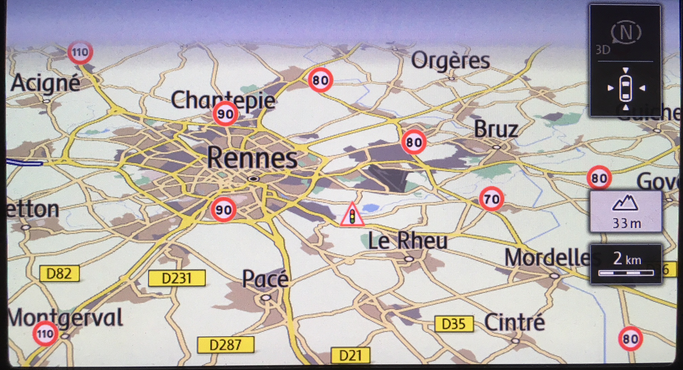 110
N
3D
Orgères
80
Acigné
Chantepie
90
Guiche
Bruz
80
Rennes
80
Gove
70
33 m
etton
90
Le Rheu
2 km
Mordelles
D82
D231
Pacé
6
Montgerval
110
D35
Cintré
80
D287
D21